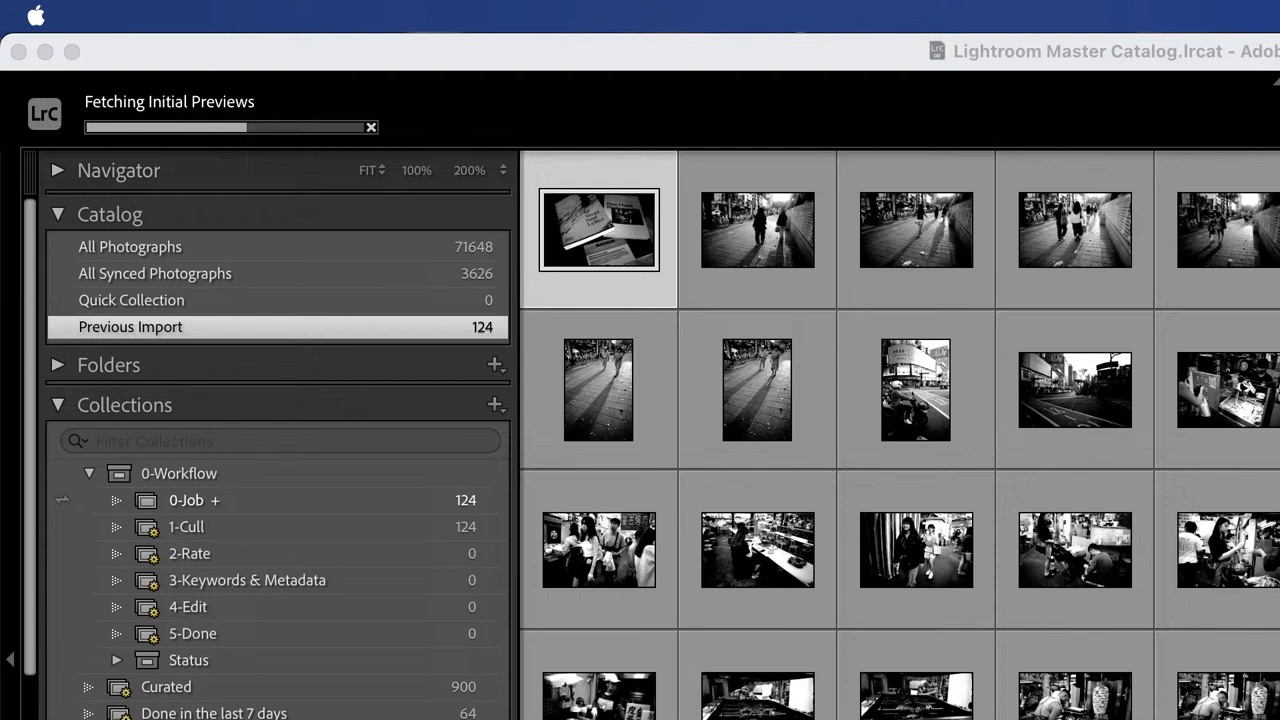 Lightroom Master Catalog.lrcat - Adob
LrC
Fetching Initial Previews
Navigator FIT 100% 200%
Catalog
All Photographs 71648
All Synced Photographs 3626
Quick Collection 0
Previous Import 124
Folders
Collections
Filter Collections
0-Workflow
0-Job + 124
1-Cull 124
2-Rate 0
3-Keywords & Metadata 0
4-Edit 0
5-Done 0
Status
Curated 900
Done in the last 7 days 64